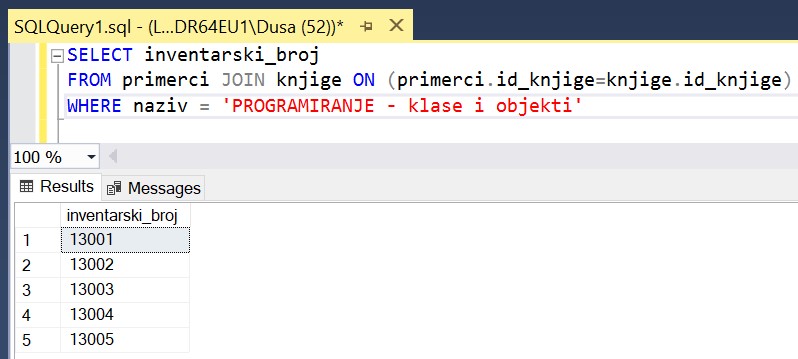 SQLQuery1.sql - (L...DR64EU1\Dusa (52))*
SELECT inventarski_broj
FROM primerci JOIN knjige ON (primerci.id_knjige=knjige.id_knjige)
WHERE naziv = 'PROGRAMIRANJE - klase i objekti'
100 %
Results Messages
inventarski_broj
1 13001
2 13002
3 13003
4 13004
5 13005